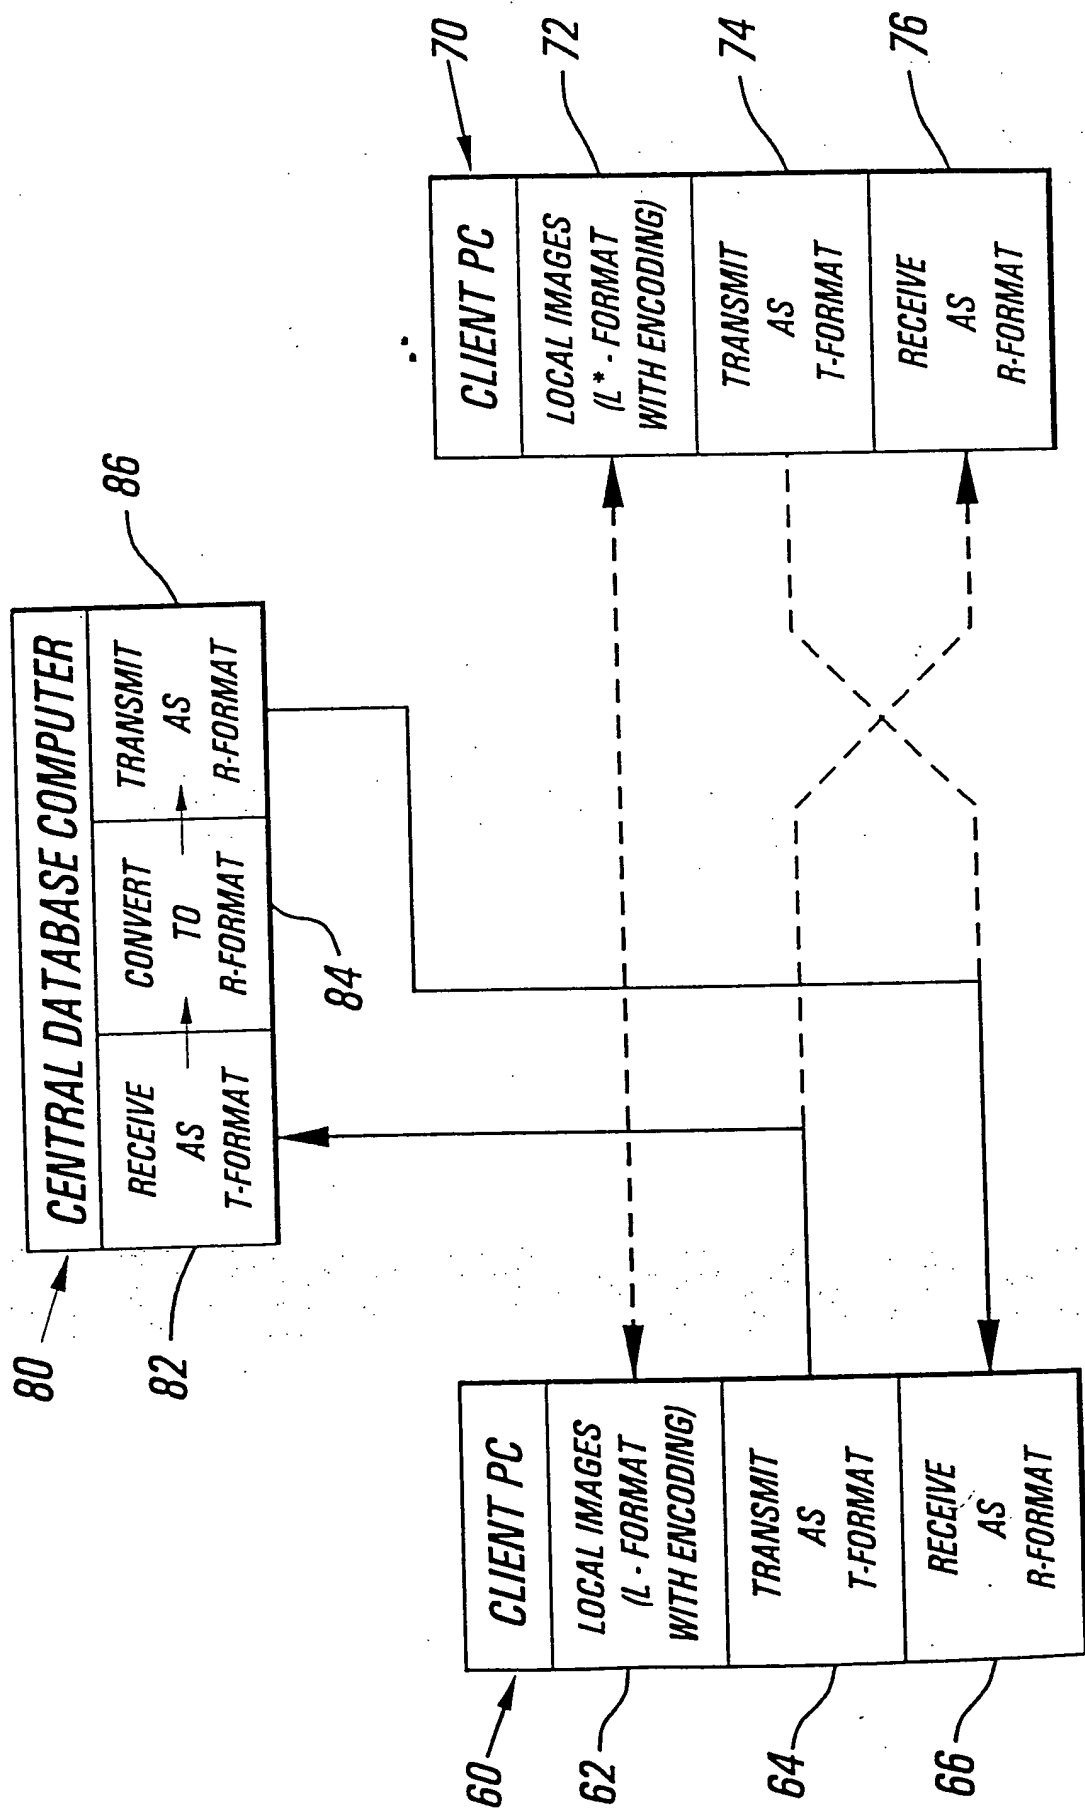 80
CENTRAL DATABASE COMPUTER
82
RECEIVE
AS
T-FORMAT
84
CONVERT
TO
R-FORMAT
86
TRANSMIT
AS
R-FORMAT
60
CLIENT PC
62
LOCAL IMAGES
(L - FORMAT
WITH ENCODING)
64
TRANSMIT
AS
T-FORMAT
66
RECEIVE
AS
R-FORMAT
70
CLIENT PC
72
LOCAL IMAGES
(L* - FORMAT
WITH ENCODING)
74
TRANSMIT
AS
T-FORMAT
76
RECEIVE
AS
R-FORMAT